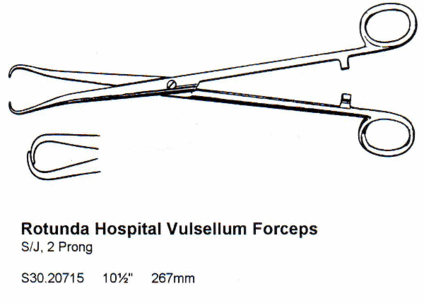 Rotunda Hospital Vulsellum Forceps
S/J, 2 Prong
S30.20715 10½" 267mm